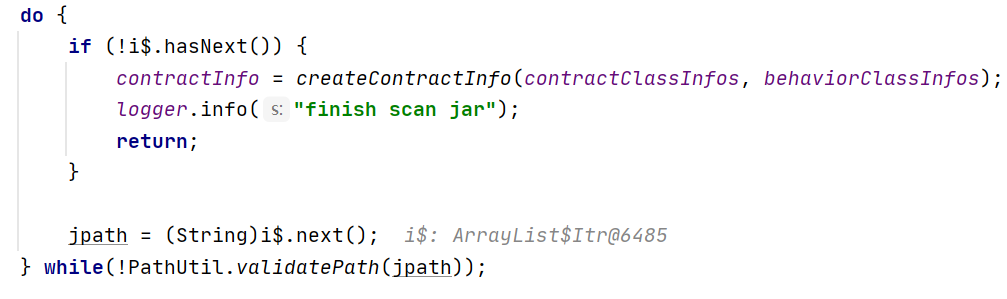 do {
if (!i$.hasNext()) {
contractInfo = createContractInfo(contractClassInfos, behaviorClassInfos);
logger.info( s: "finish scan jar");
return;
}
jpath = (String)i$.next();  i$: ArrayList$Itr@6485
} while(!PathUtil.validatePath(jpath));